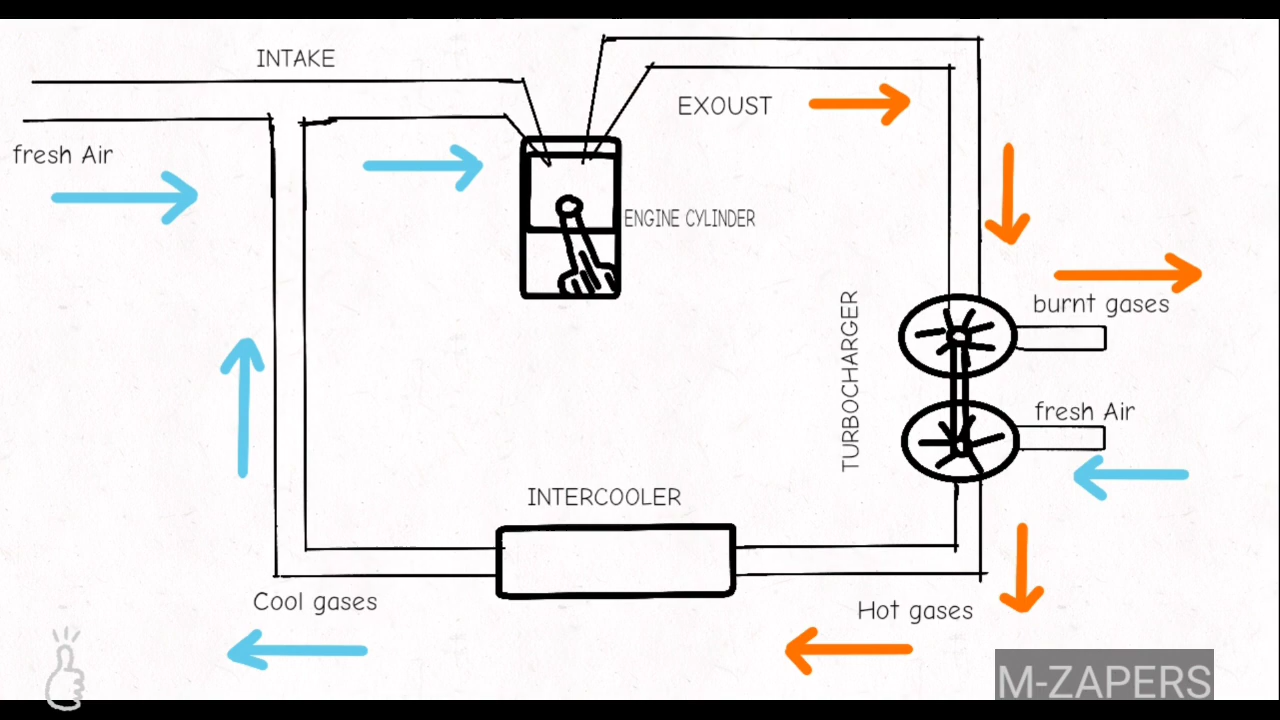 INTAKE
EXOUST
fresh Air
ENGINE CYLINDER
burnt gases
TURBOCHARGER
fresh Air
INTERCOOLER
Cool gases
Hot gases
M-ZAPERS